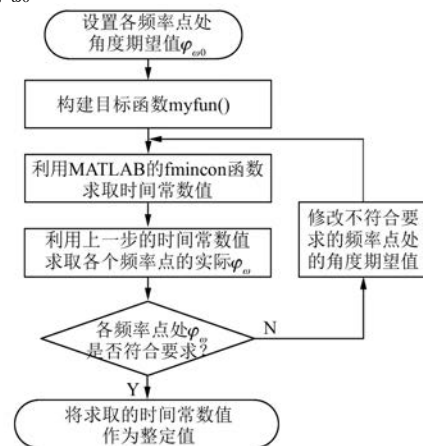 设置各频率点处
角度期望值φω0
构建目标函数myfun()
利用MATLAB的fmincon函数
求取时间常数值
利用上一步的时间常数值
求取各个频率点的实际φω
修改不符合要
求的频率点处
的角度期望值
各频率点处φω
是否符合要求?
N
Y
将求取的时间常数值
作为整定值